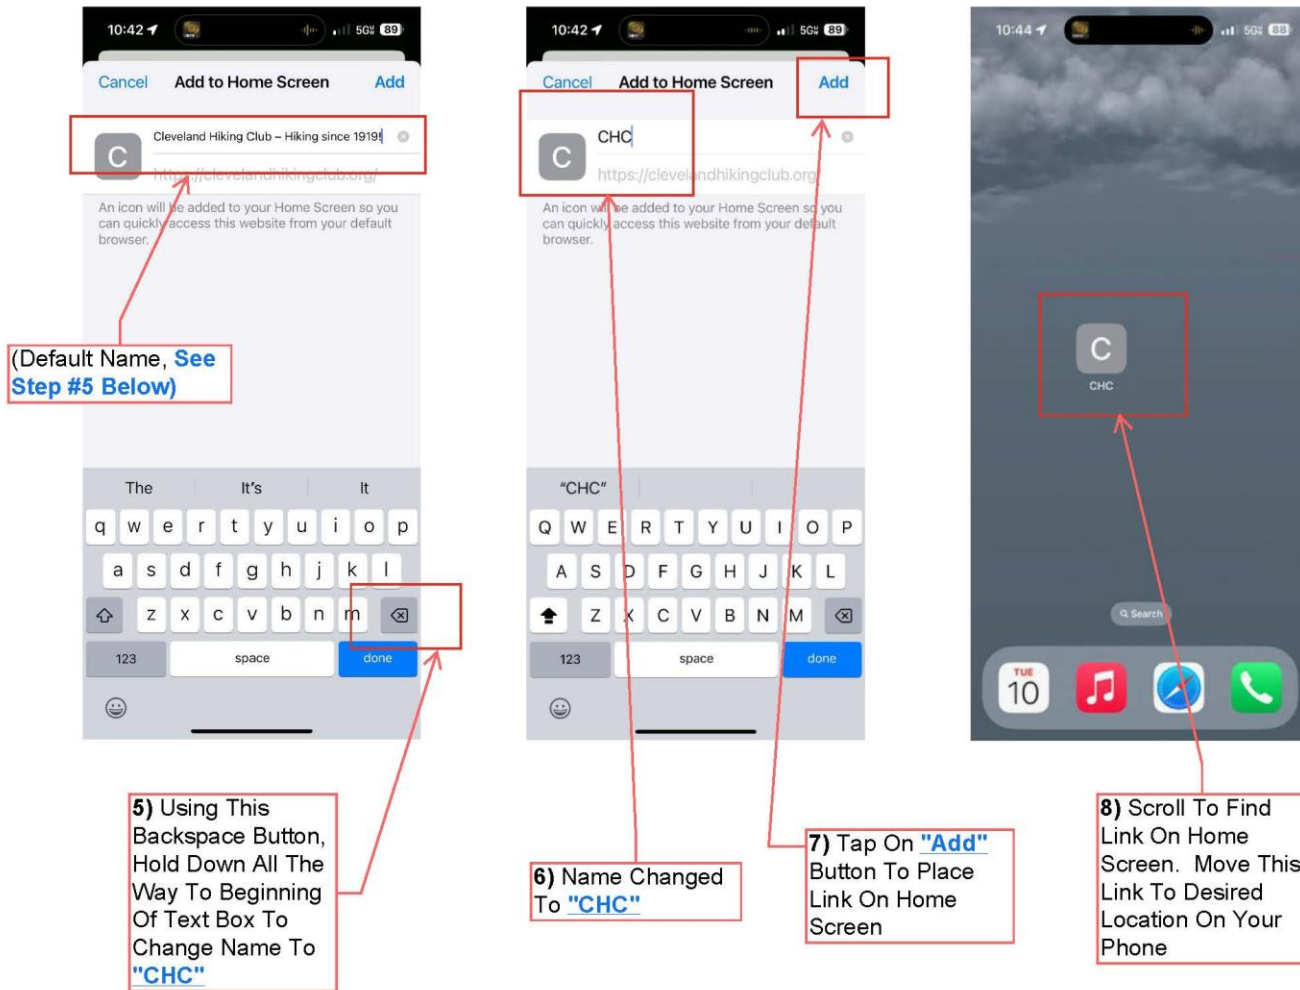 10:42
5G 89
Cancel
Add to Home Screen
Add
C
Cleveland Hiking Club – Hiking since 1919!
https://clevelandhikingclub.org/
An icon will be added to your Home Screen so you
can quickly access this website from your default
browser.
(Default Name, See
Step #5 Below)
The
It's
It
q w e r t y u i o p
a s d f g h j k l
z x c v b n m
123
space
done
5) Using This
Backspace Button,
Hold Down All The
Way To Beginning
Of Text Box To
Change Name To
"CHC"
10:42
5G 89
Cancel
Add to Home Screen
Add
C
CHC
https://clevelandhikingclub.org/
An icon will be added to your Home Screen so you
can quickly access this website from your default
browser.
"CHC"
Q W E R T Y U I O P
A S D F G H J K L
Z X C V B N M
123
space
done
6) Name Changed
To "CHC"
7) Tap On "Add"
Button To Place
Link On Home
Screen
10:44
5G 88
C
CHC
Search
TUE
10
8) Scroll To Find
Link On Home
Screen. Move This
Link To Desired
Location On Your
Phone